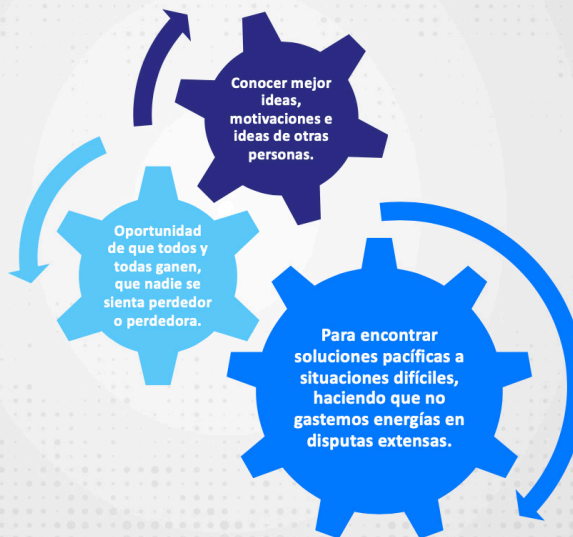 Conocer mejor
ideas,
motivaciones e
ideas de otras
personas.
Oportunidad
de que todos y
todas ganen,
que nadie se
sienta perdedor
o perdedora.
Para encontrar
soluciones pacíficas a
situaciones difíciles,
haciendo que no
gastemos energías en
disputas extensas.